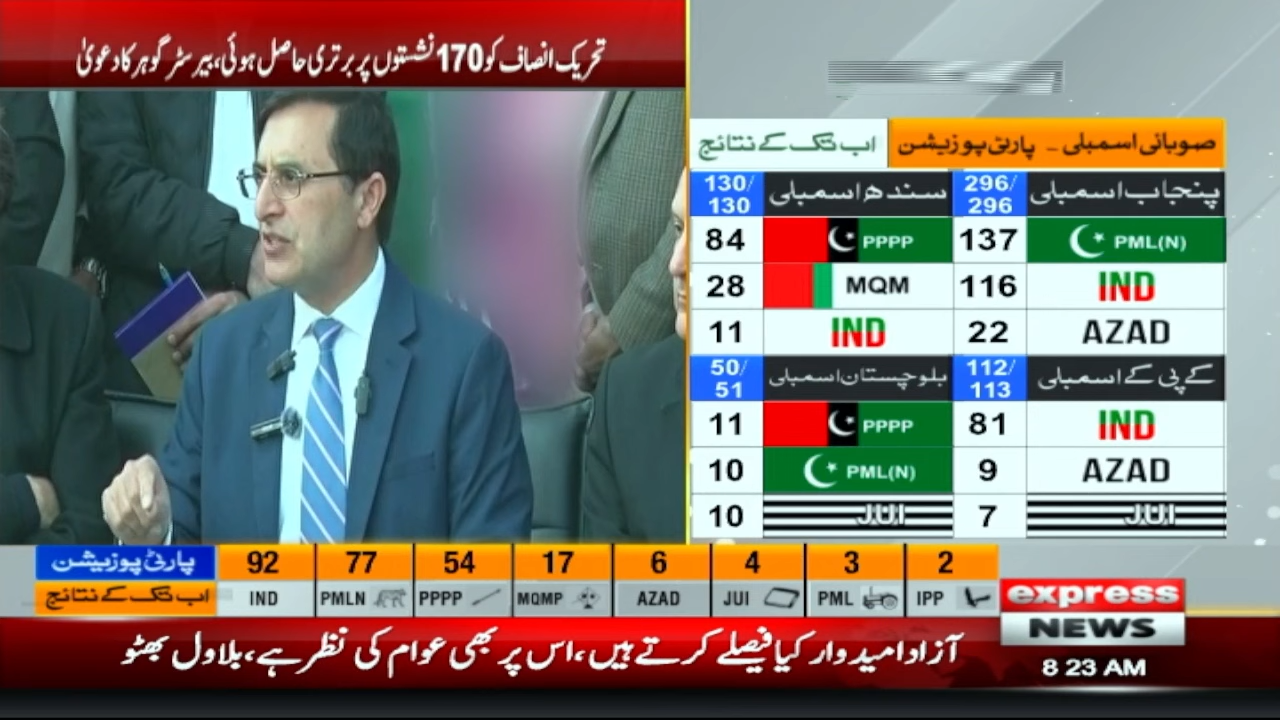 تحریک انصاف کو 170 نشستوں پر برتری حاصل ہوئی، بیرسٹر گوہر کا دعویٰ
صوبائی اسمبلی - پارٹی پوزیشن
اب تک کے نتائج
پنجاب اسمبلی 296/296
PML(N) 137
IND 116
AZAD 22
سندھ اسمبلی 130/130
PPPP 84
MQM 28
IND 11
کے پی کے اسمبلی 112/113
IND 81
AZAD 9
JUI 7
بلوچستان اسمبلی 50/51
PPPP 11
PML(N) 10
JUI 10
پارٹی پوزیشن
اب تک کے نتائج
92 77 54 17 6 4 3 2
IND PMLN PPPP MQMP AZAD JUI PML IPP
express
NEWS
آزاد امیدوار کیا فیصلے کرتے ہیں، اس پر بھی عوام کی نظر ہے، بلاول بھٹو
8:23 AM